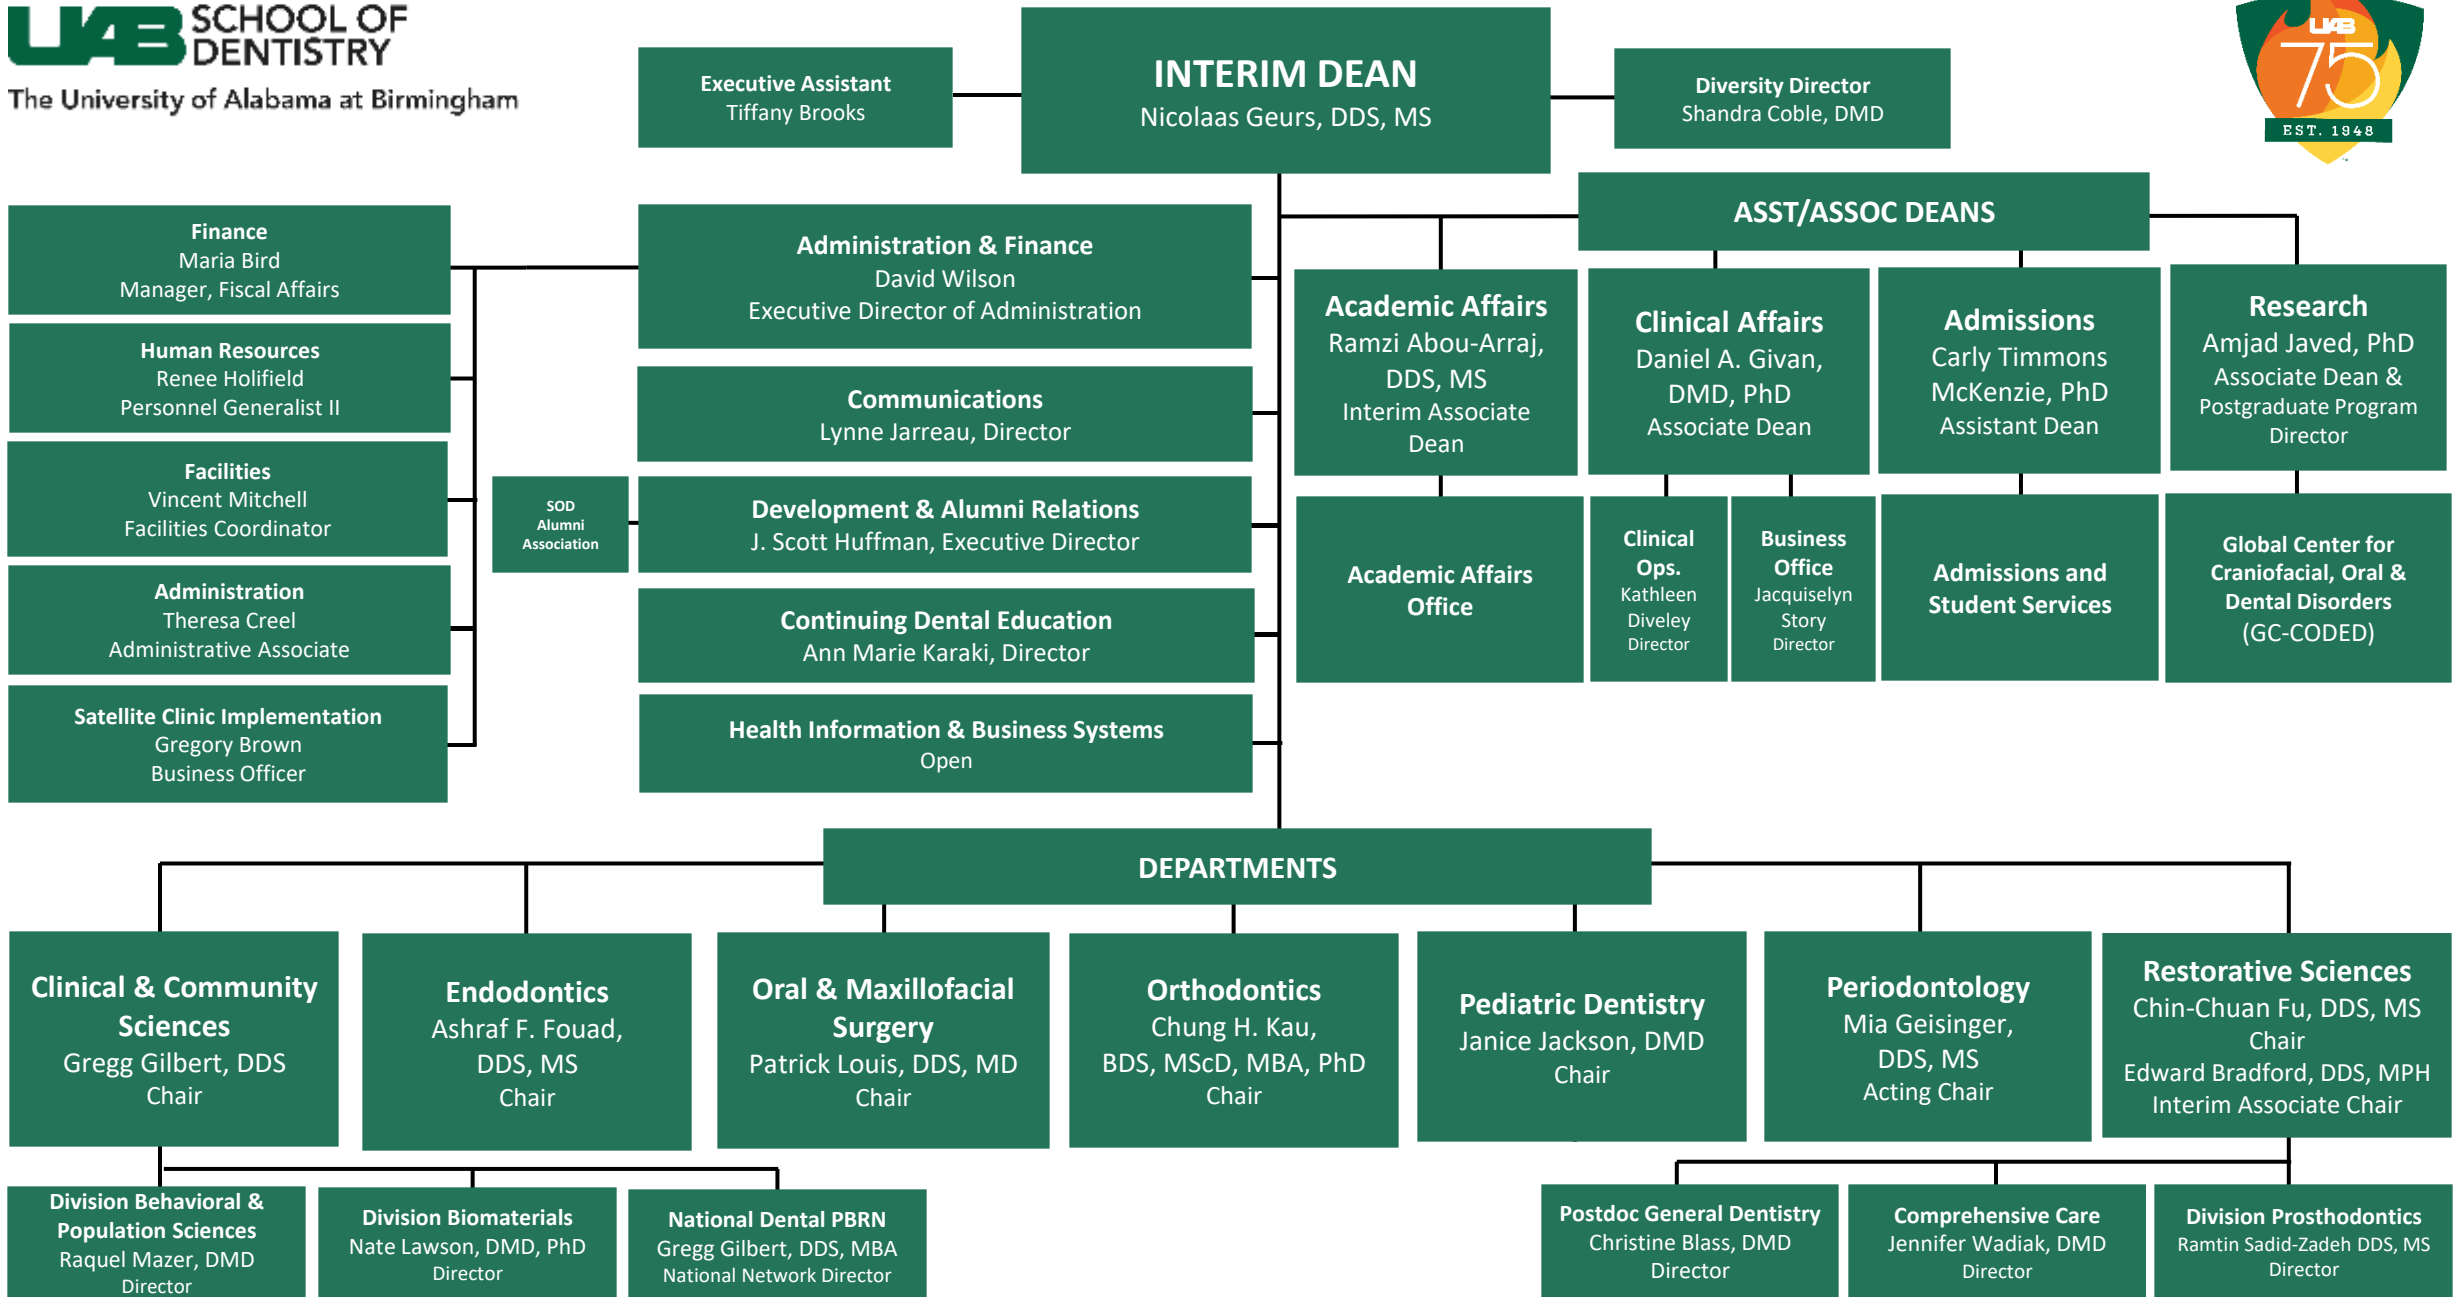 UAB SCHOOL OF
DENTISTRY
The University of Alabama at Birmingham
Executive Assistant
Tiffany Brooks
INTERIM DEAN
Nicolaas Geurs, DDS, MS
Diversity Director
Shandra Coble, DMD
UAB
75
EST. 1948
Finance
Maria Bird
Manager, Fiscal Affairs
Human Resources
Renee Holifield
Personnel Generalist II
Facilities
Vincent Mitchell
Facilities Coordinator
Administration
Theresa Creel
Administrative Associate
Satellite Clinic Implementation
Gregory Brown
Business Officer
SOD
Alumni
Association
Administration & Finance
David Wilson
Executive Director of Administration
Communications
Lynne Jarreau, Director
Development & Alumni Relations
J. Scott Huffman, Executive Director
Continuing Dental Education
Ann Marie Karaki, Director
Health Information & Business Systems
Open
ASST/ASSOC DEANS
Academic Affairs
Ramzi Abou-Arraj,
DDS, MS
Interim Associate
Dean
Clinical Affairs
Daniel A. Givan,
DMD, PhD
Associate Dean
Admissions
Carly Timmons
McKenzie, PhD
Assistant Dean
Research
Amjad Javed, PhD
Associate Dean &
Postgraduate Program
Director
Academic Affairs
Office
Clinical
Ops.
Kathleen
Diveley
Director
Business
Office
Jacquiselyn
Story
Director
Admissions and
Student Services
Global Center for
Craniofacial, Oral &
Dental Disorders
(GC-CODED)
DEPARTMENTS
Clinical & Community
Sciences
Gregg Gilbert, DDS
Chair
Endodontics
Ashraf F. Fouad,
DDS, MS
Chair
Oral & Maxillofacial
Surgery
Patrick Louis, DDS, MD
Chair
Orthodontics
Chung H. Kau,
BDS, MScD, MBA, PhD
Chair
Pediatric Dentistry
Janice Jackson, DMD
Chair
Periodontology
Mia Geisinger,
DDS, MS
Acting Chair
Restorative Sciences
Chin-Chuan Fu, DDS, MS
Chair
Edward Bradford, DDS, MPH
Interim Associate Chair
Division Behavioral &
Population Sciences
Raquel Mazer, DMD
Director
Division Biomaterials
Nate Lawson, DMD, PhD
Director
National Dental PBRN
Gregg Gilbert, DDS, MBA
National Network Director
Postdoc General Dentistry
Christine Blass, DMD
Director
Comprehensive Care
Jennifer Wadiak, DMD
Director
Division Prosthodontics
Ramtin Sadid-Zadeh DDS, MS
Director